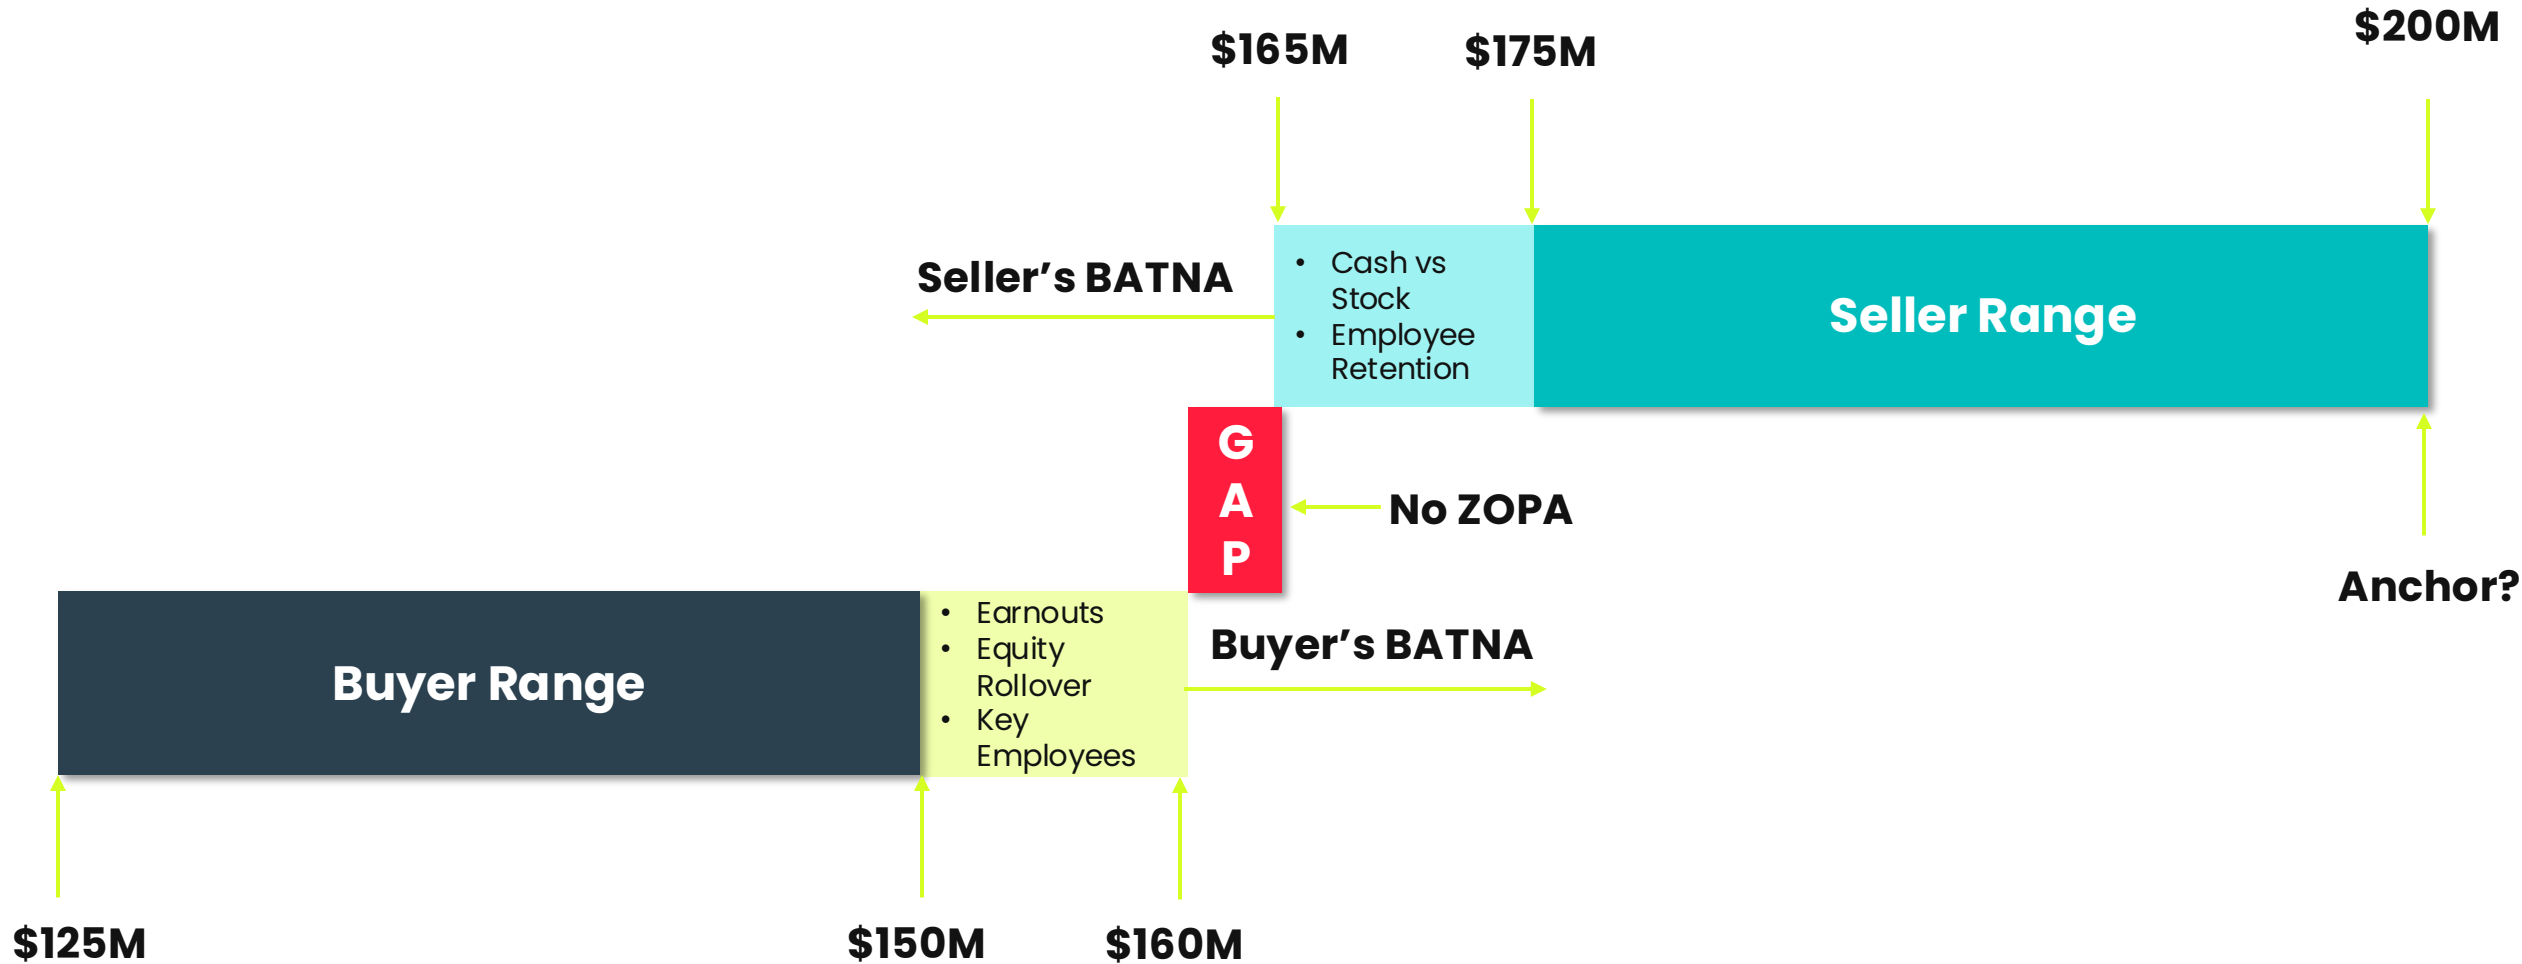 $165M
$175M
$200M
Seller’s BATNA
• Cash vs
Stock
• Employee
Retention
Seller Range
G
A
P
No ZOPA
Anchor?
Buyer Range
• Earnouts
• Equity
Rollover
• Key
Employees
Buyer’s BATNA
$125M
$150M
$160M